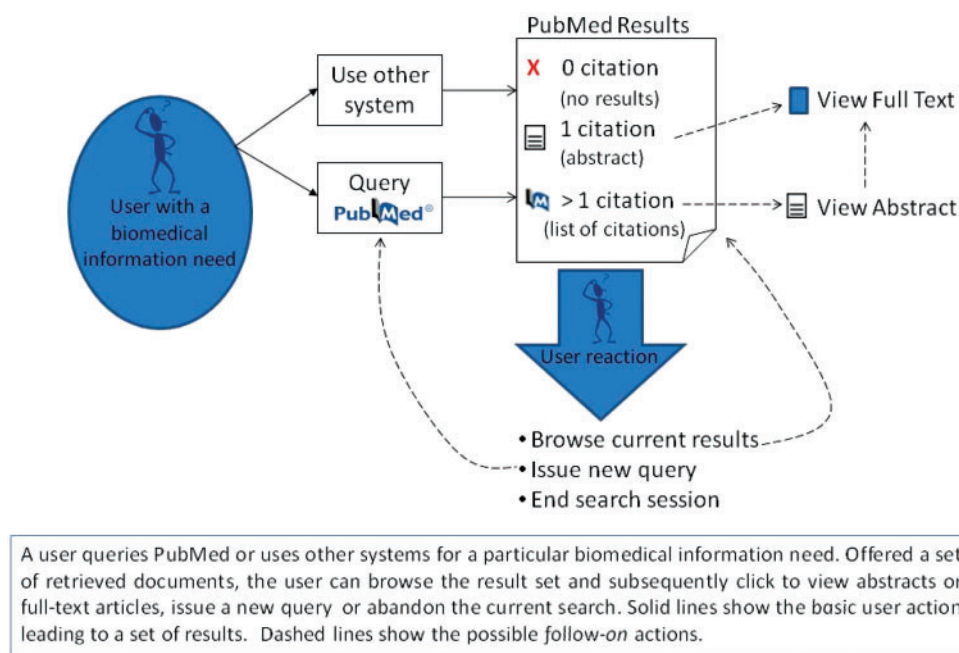 PubMed Results
Use other
system
X 0 citation
(no results)
1 citation
(abstract)
View Full Text
User with a
biomedical
information need
Query
PubMed®
> 1 citation
(list of citations)
View Abstract
User reaction
• Browse current results
• Issue new query
• End search session
A user queries PubMed or uses other systems for a particular biomedical information need. Offered a set
of retrieved documents, the user can browse the result set and subsequently click to view abstracts or
full-text articles, issue a new query or abandon the current search. Solid lines show the basic user action
leading to a set of results. Dashed lines show the possible follow-on actions.